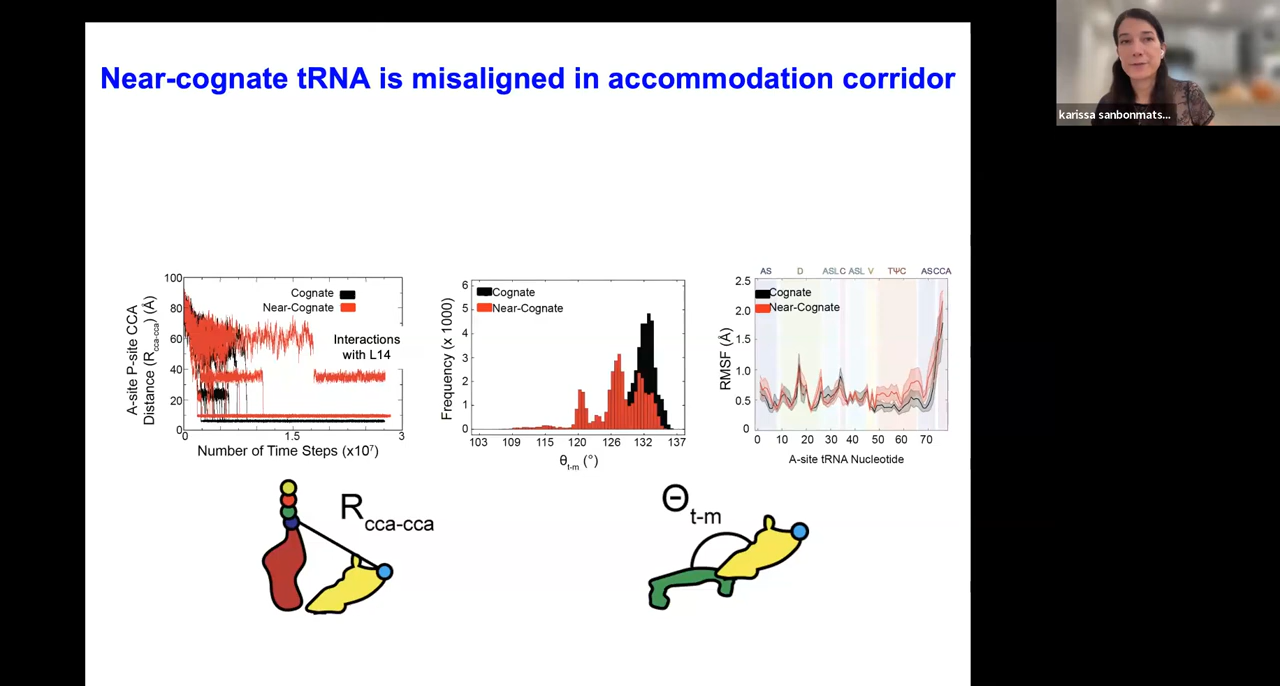 Near-cognate tRNA is misaligned in accommodation corridor
karissa sanbonmats...
100
80
60
40
20
0
A-site P-site CCA
Distance (Rcca-cca) (Å)
Cognate
Near-Cognate
Interactions
with L14
0 1.5 3
Number of Time Steps (x10⁷)
6
5
4
3
2
1
0
Frequency (x 1000)
Cognate
Near-Cognate
103 109 114 120 126 132 137
θt-m (°)
AS D ASL C ASL V TΨC AS CCA
2.5
2.0
1.5
1.0
0.5
0
RMSF (Å)
Cognate
Near-Cognate
0 10 20 30 40 50 60 70
A-site tRNA Nucleotide
Rcca-cca
Θt-m